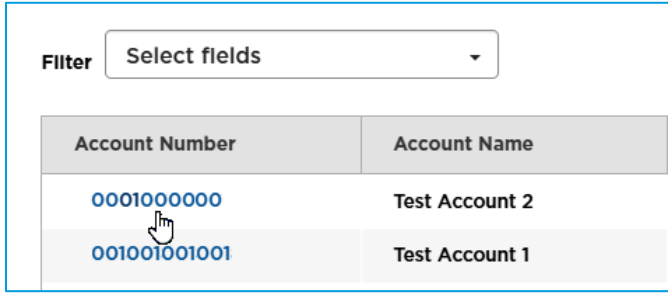 Filter Select fields
Account Number Account Name
0001000000 Test Account 2
001001001001 Test Account 1